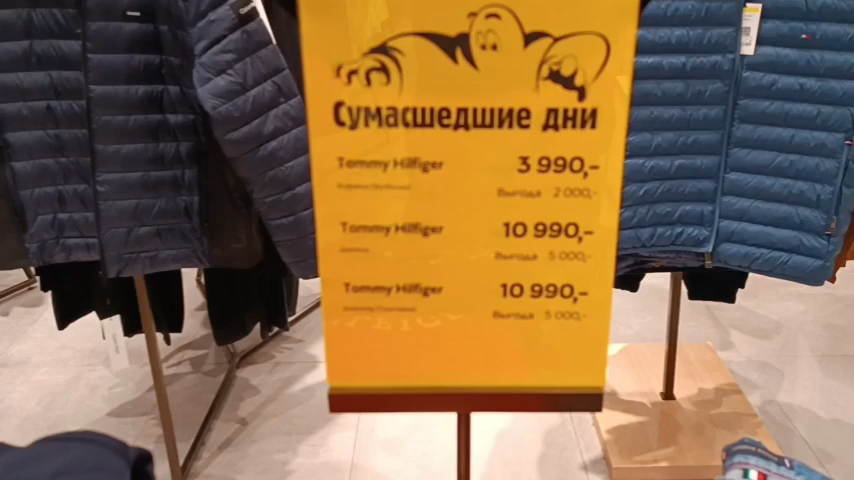 Сумасшедшие дни
Tommy Hilfiger 3 990,-
Выгода 2 000,-
Tommy Hilfiger 10 990,-
Выгода 5 000,-
Tommy Hilfiger 10 990,-
Выгода 5 000,-